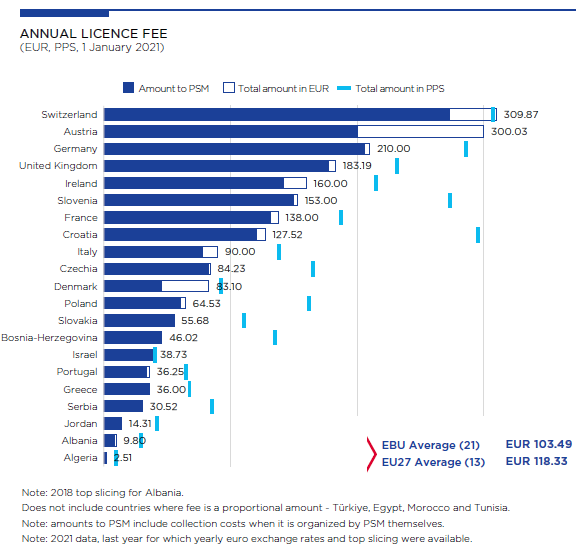 ANNUAL LICENCE FEE
(EUR, PPS, 1 January 2021)
Amount to PSM Total amount in EUR Total amount in PPS
Switzerland 309.87
Austria 300.03
Germany 210.00
United Kingdom 183.19
Ireland 160.00
Slovenia 153.00
France 138.00
Croatia 127.52
Italy 90.00
Czechia 84.23
Denmark 83.10
Poland 64.53
Slovakia 55.68
Bosnia-Herzegovina 46.02
Israel 38.73
Portugal 36.25
Greece 36.00
Serbia 30.52
Jordan 14.31
Albania 9.80
Algeria 2.51
EBU Average (21) EUR 103.49
EU27 Average (13) EUR 118.33
Note: 2018 top slicing for Albania.
Does not include countries where fee is a proportional amount - Türkiye, Egypt, Morocco and Tunisia.
Note: amounts to PSM include collection costs when it is organized by PSM themselves.
Note: 2021 data, last year for which yearly euro exchange rates and top slicing were available.